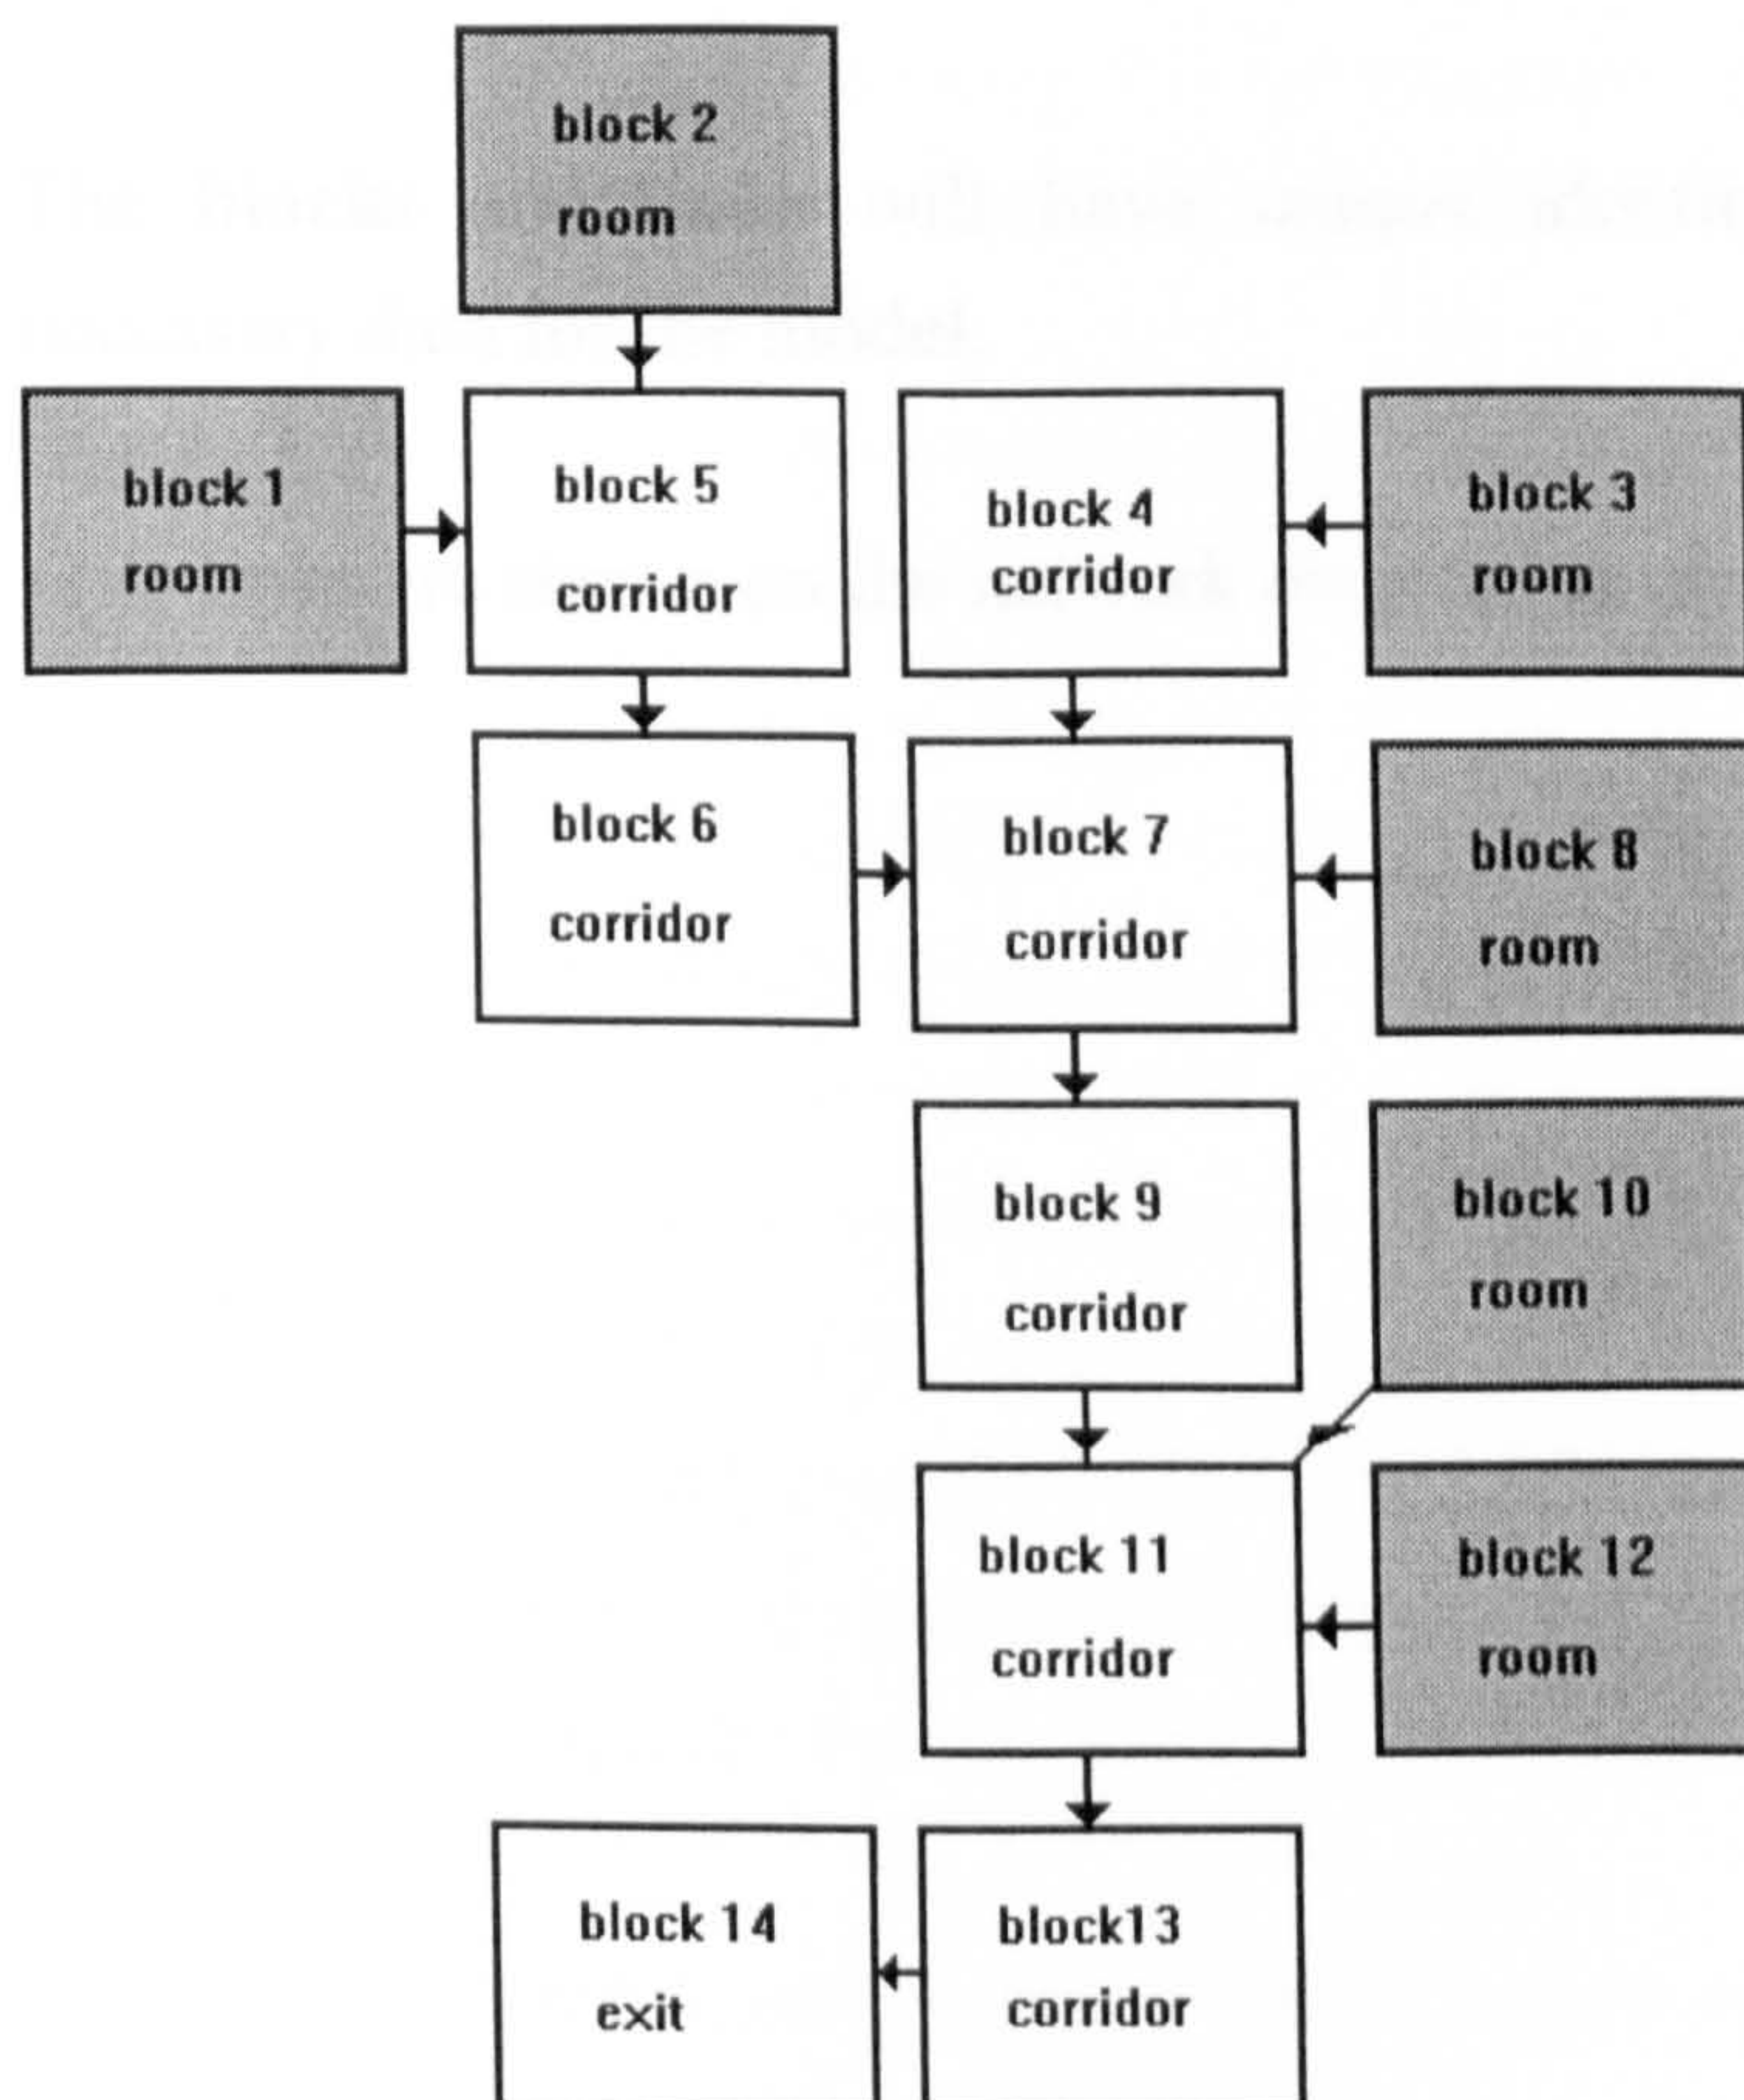 block 2
room
block 1
room
block 5
corridor
block 4
corridor
block 3
room
block 6
corridor
block 7
corridor
block 8
room
block 9
corridor
block 10
room
block 11
corridor
block 12
room
block 14
exit
block13
corridor